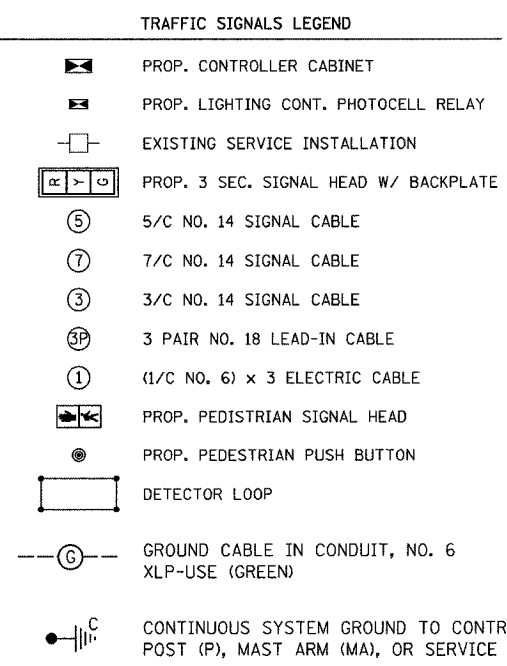 TRAFFIC SIGNALS LEGEND
PROP. CONTROLLER CABINET
PROP. LIGHTING CONT. PHOTOCELL RELAY
EXISTING SERVICE INSTALLATION
R Y G PROP. 3 SEC. SIGNAL HEAD W/ BACKPLATE
5 5/C NO. 14 SIGNAL CABLE
7 7/C NO. 14 SIGNAL CABLE
3 3/C NO. 14 SIGNAL CABLE
3P 3 PAIR NO. 18 LEAD-IN CABLE
1 (1/C NO. 6) x 3 ELECTRIC CABLE
PROP. PEDISTRIAN SIGNAL HEAD
PROP. PEDESTRIAN PUSH BUTTON
DETECTOR LOOP
G GROUND CABLE IN CONDUIT, NO. 6
XLP-USE (GREEN)
C CONTINUOUS SYSTEM GROUND TO CONTR
POST (P), MAST ARM (MA), OR SERVICE